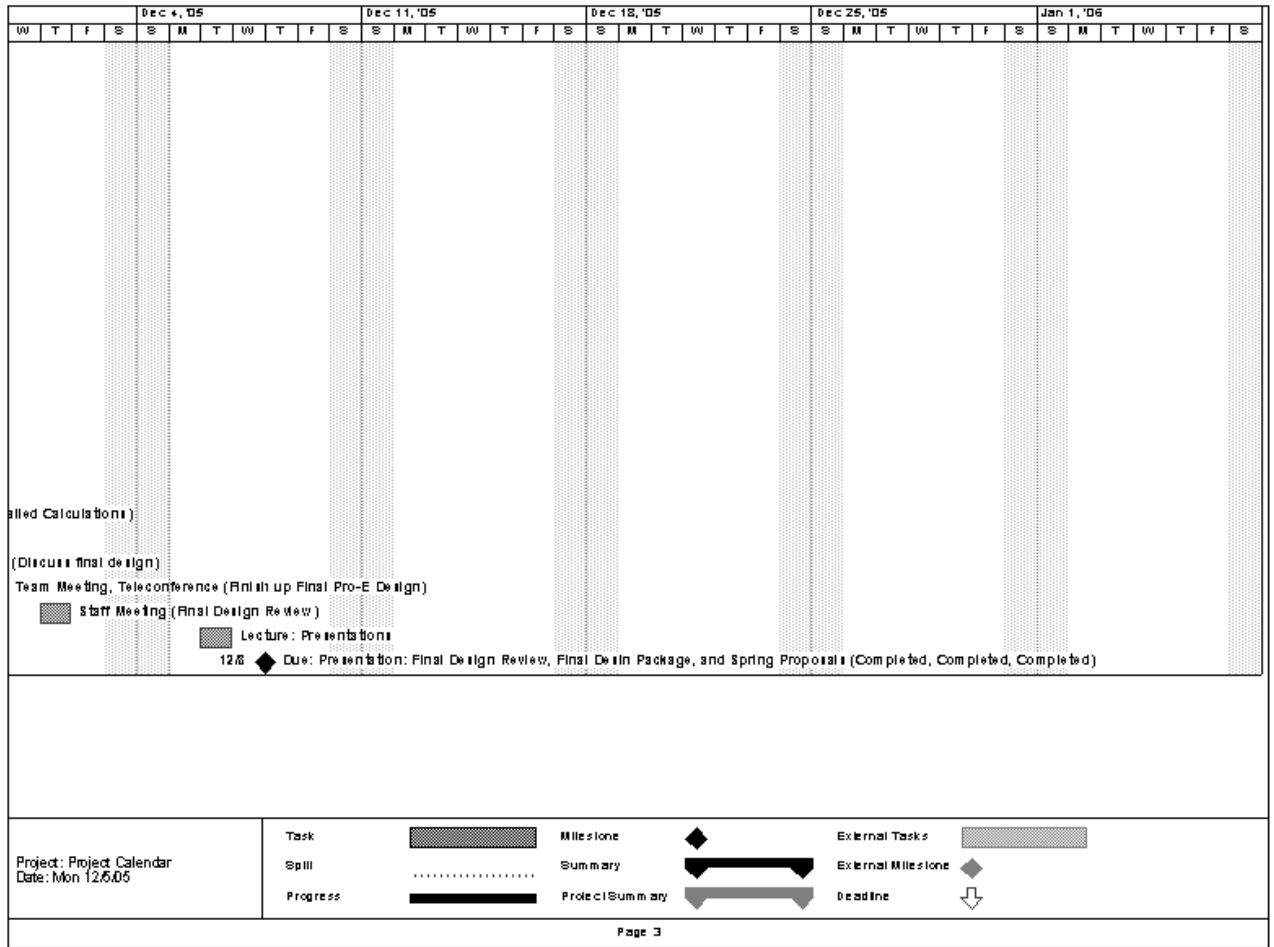 Dec 4, '05 Dec 11, '05 Dec 18, '05 Dec 25, '05 Jan 1, '06
W T F S S M T W T F S S M T W T F S S M T W T F S S M T W T F S S M T W T F S
ailed Calculations)
(Discuss final design)
Team Meeting, Teleconference (Finish up Final Pro-E Design)
Staff Meeting (Final Design Review)
Lecture: Presentations
12/8 Due: Presentation: Final Design Review, Final Desin Package, and Spring Proposals (Completed, Completed, Completed)
Project: Project Calendar
Date: Mon 12/5/05
Task Milestone External Tasks
Split Summary External Milestone
Progress Project Summary Deadline
Page 3